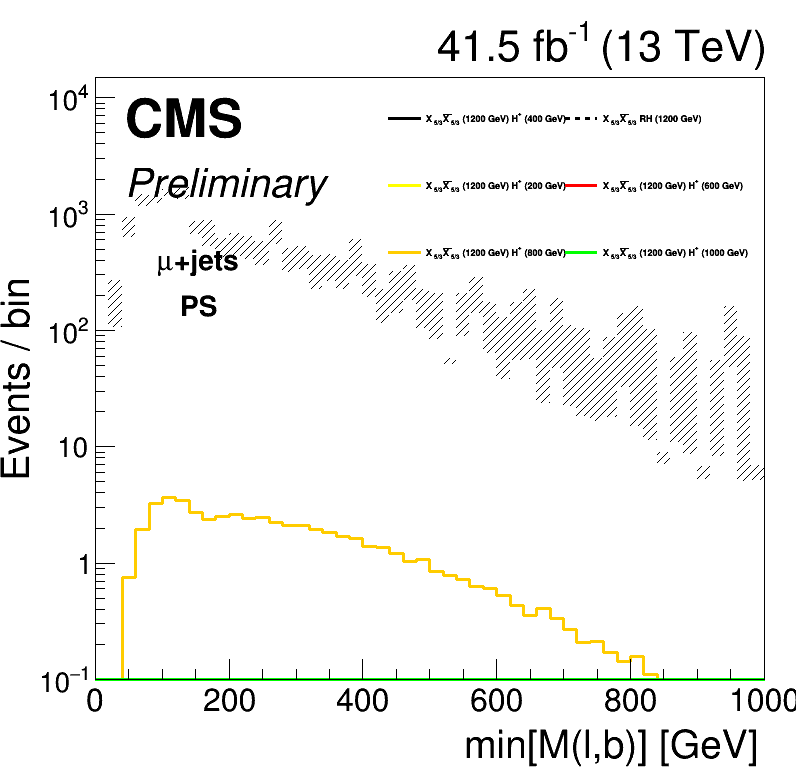 41.5 fb⁻¹ (13 TeV)
CMS
Preliminary
μ+jets
PS
X₅/₃X̅₅/₃ (1200 GeV) H⁺ (400 GeV)
X₅/₃X̅₅/₃ RH (1200 GeV)
X₅/₃X̅₅/₃ (1200 GeV) H⁺ (200 GeV)
X₅/₃X̅₅/₃ (1200 GeV) H⁺ (600 GeV)
X₅/₃X̅₅/₃ (1200 GeV) H⁺ (800 GeV)
X₅/₃X̅₅/₃ (1200 GeV) H⁺ (1000 GeV)
Events / bin
10⁴
10³
10²
10
1
10⁻¹
0 200 400 600 800 1000
min[M(l,b)] [GeV]